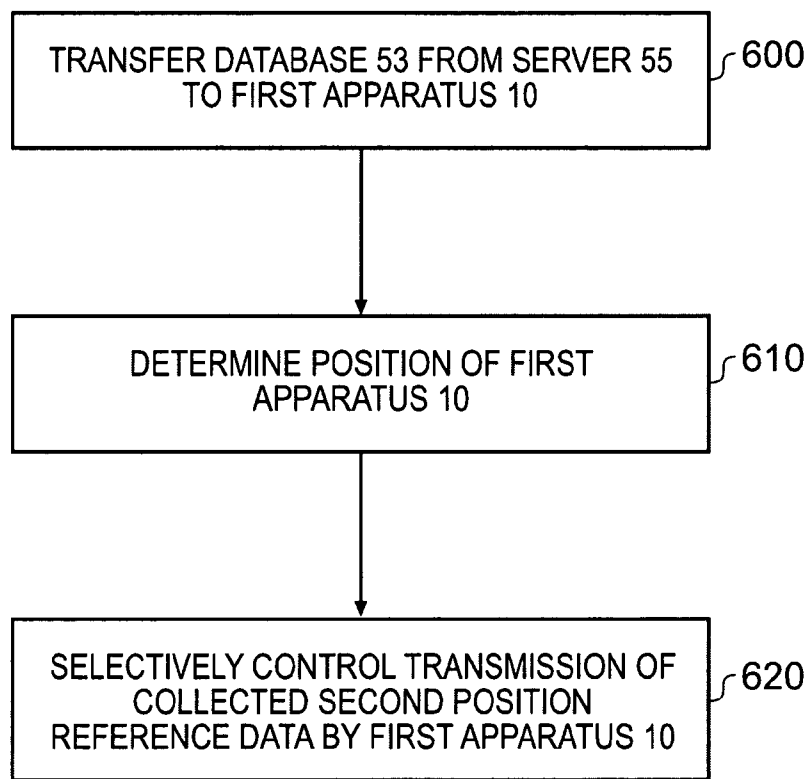 TRANSFER DATABASE 53 FROM SERVER 55
TO FIRST APPARATUS 10
600
DETERMINE POSITION OF FIRST
APPARATUS 10
610
SELECTIVELY CONTROL TRANSMISSION OF
COLLECTED SECOND POSITION
REFERENCE DATA BY FIRST APPARATUS 10
620